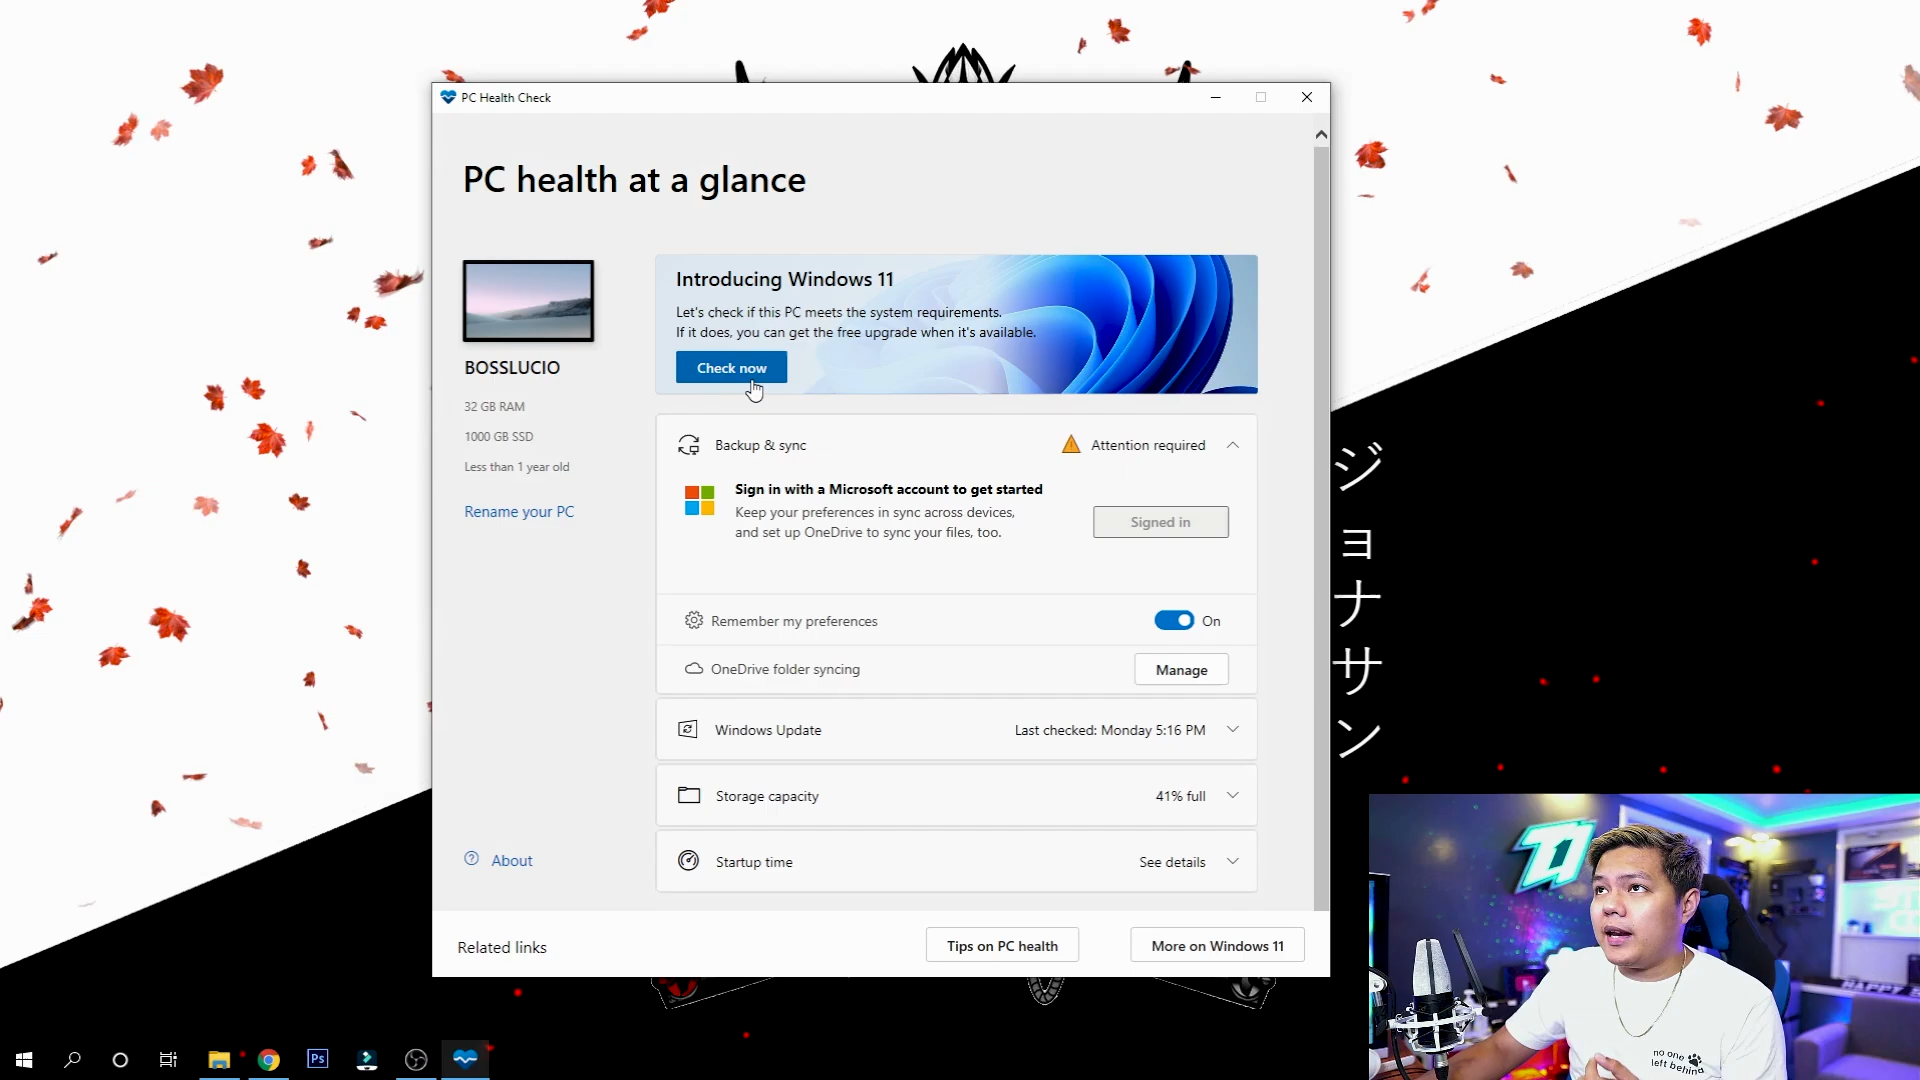 PC Health Check
PC health at a glance
Introducing Windows 11
Let's check if this PC meets the system requirements.
If it does, you can get the free upgrade when it's available.
Check now
BOSSLUCIO
32 GB RAM
1000 GB SSD
Less than 1 year old
Rename your PC
Backup & sync
Attention required
Sign in with a Microsoft account to get started
Keep your preferences in sync across devices,
and set up OneDrive to sync your files, too.
Signed in
Remember my preferences
On
OneDrive folder syncing
Manage
Windows Update
Last checked: Monday 5:16 PM
Storage capacity
41% full
Startup time
See details
About
Related links
Tips on PC health
More on Windows 11
ジョナサン
Ps
no one
left behind